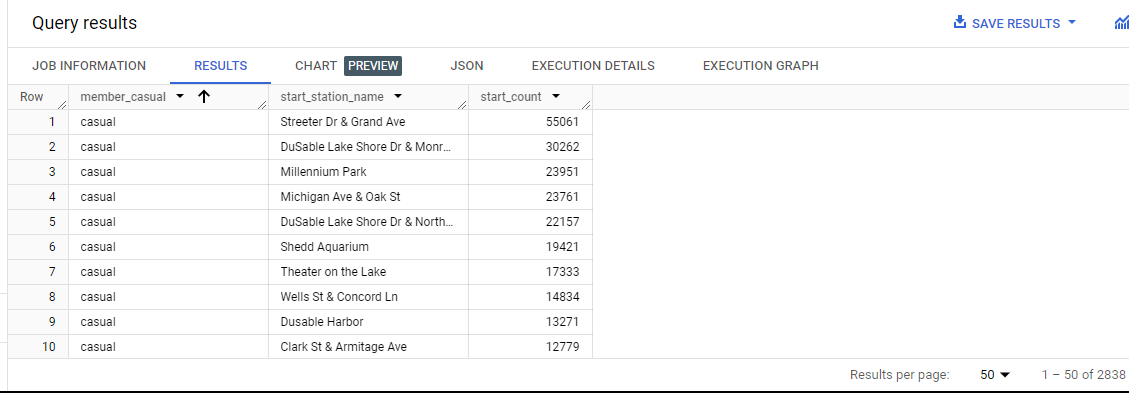 Query results SAVE RESULTS
JOB INFORMATION RESULTS CHART PREVIEW JSON EXECUTION DETAILS EXECUTION GRAPH
Row member_casual start_station_name start_count
1 casual Streeter Dr & Grand Ave 55061
2 casual DuSable Lake Shore Dr & Monr... 30262
3 casual Millennium Park 23951
4 casual Michigan Ave & Oak St 23761
5 casual DuSable Lake Shore Dr & North... 22157
6 casual Shedd Aquarium 19421
7 casual Theater on the Lake 17333
8 casual Wells St & Concord Ln 14834
9 casual Dusable Harbor 13271
10 casual Clark St & Armitage Ave 12779
Results per page: 50 1 – 50 of 2838